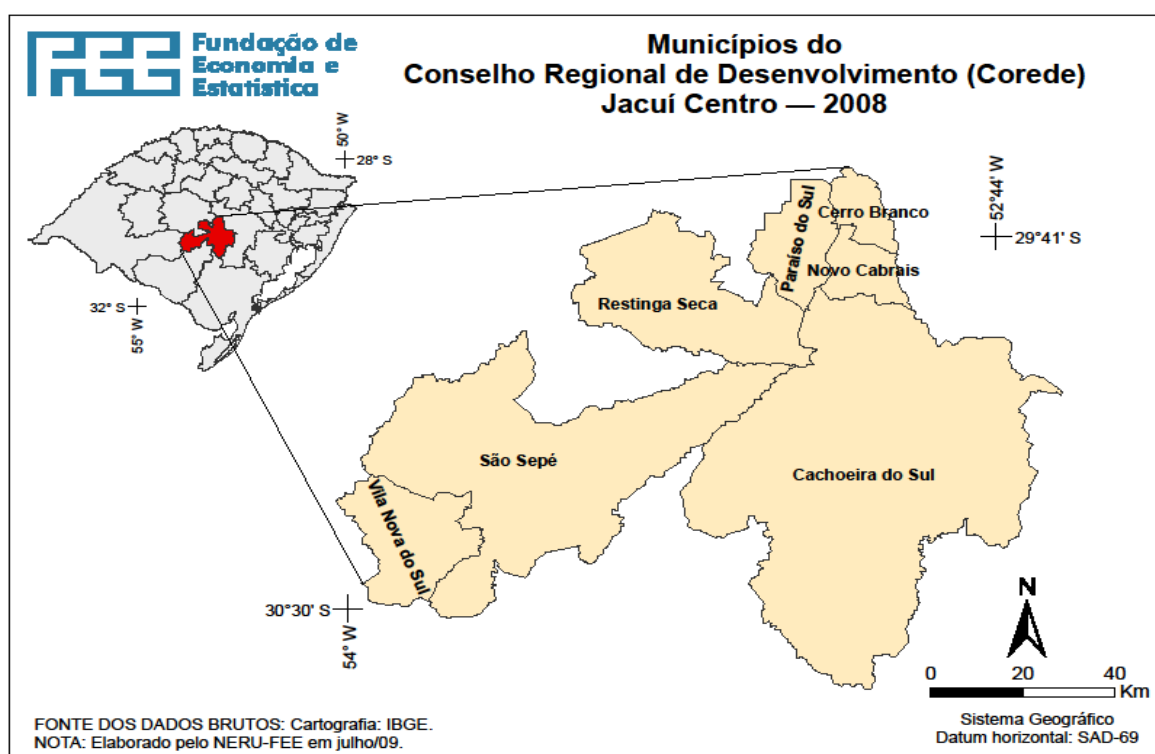 FEE
Fundação de
Economia e
Estatística
Municípios do
Conselho Regional de Desenvolvimento (Corede)
Jacuí Centro — 2008
50° W
28° S
32° S
55° W
52°44' W
29°41' S
Cerro Branco
Paraíso do Sul
Novo Cabrais
Restinga Seca
São Sepé
Cachoeira do Sul
Vila Nova do Sul
30°30' S
54° W
N
0 20 40
Km
Sistema Geográfico
Datum horizontal: SAD-69
FONTE DOS DADOS BRUTOS: Cartografia: IBGE.
NOTA: Elaborado pelo NERU-FEE em julho/09.